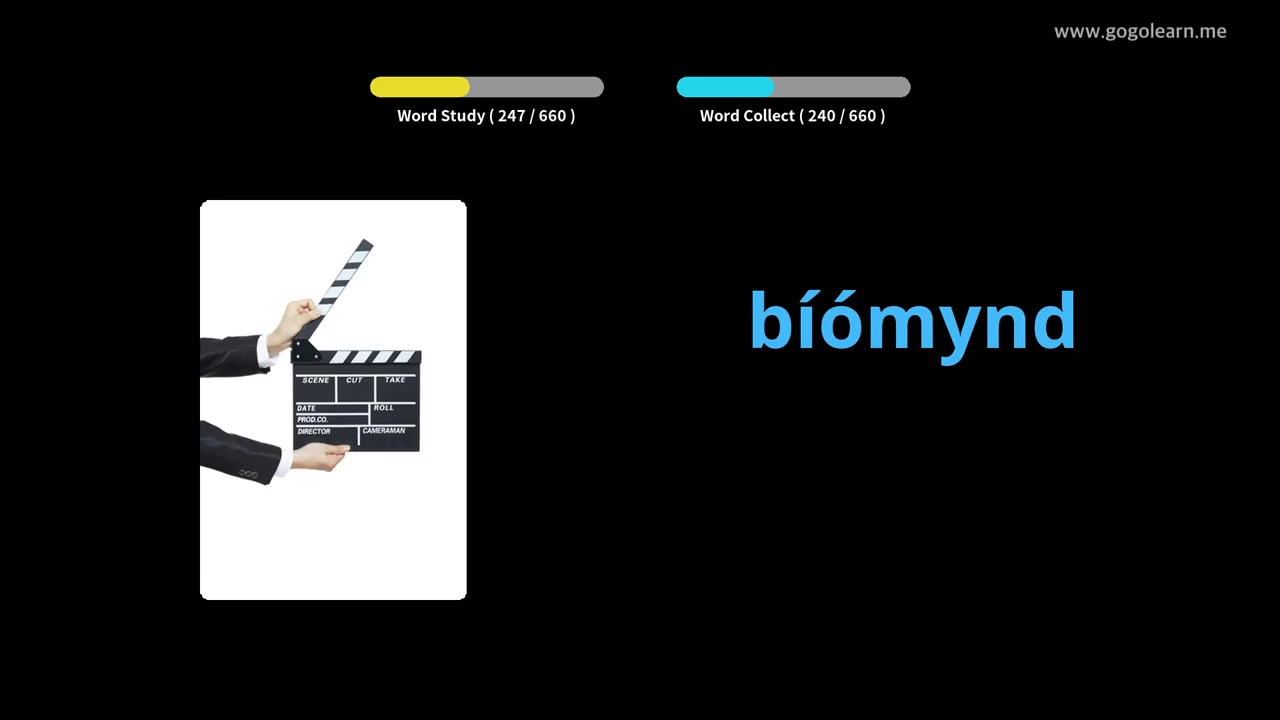 www.gogolearn.me
Word Study ( 247 / 660 )
Word Collect ( 240 / 660 )
bíómynd
SCENE CUT TAKE
DATE ROLL
PROD.CO.
DIRECTOR CAMERAMAN